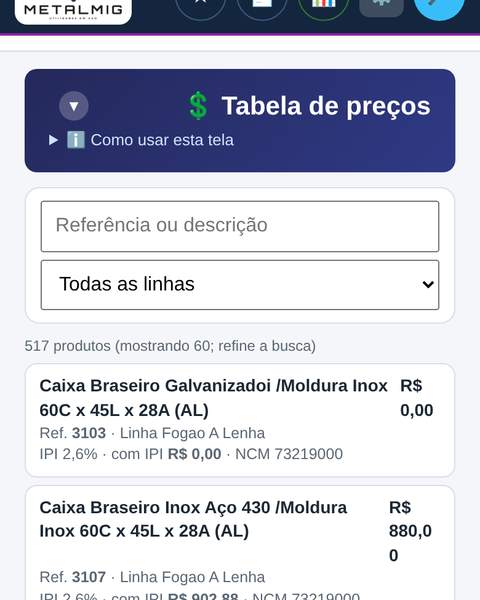 METALMIG
▼
💲 Tabela de preços
▶ ℹ️ Como usar esta tela
Referência ou descrição
Todas as linhas
517 produtos (mostrando 60; refine a busca)
Caixa Braseiro Galvanizadoi /Moldura Inox R$
60C x 45L x 28A (AL) 0,00
Ref. 3103 · Linha Fogao A Lenha
IPI 2,6% · com IPI R$ 0,00 · NCM 73219000
Caixa Braseiro Inox Aço 430 /Moldura R$
Inox 60C x 45L x 28A (AL) 880,0
0
Ref. 3107 · Linha Fogao A Lenha
IPI 2,6% · com IPI R$ 902,88 · NCM 73219000